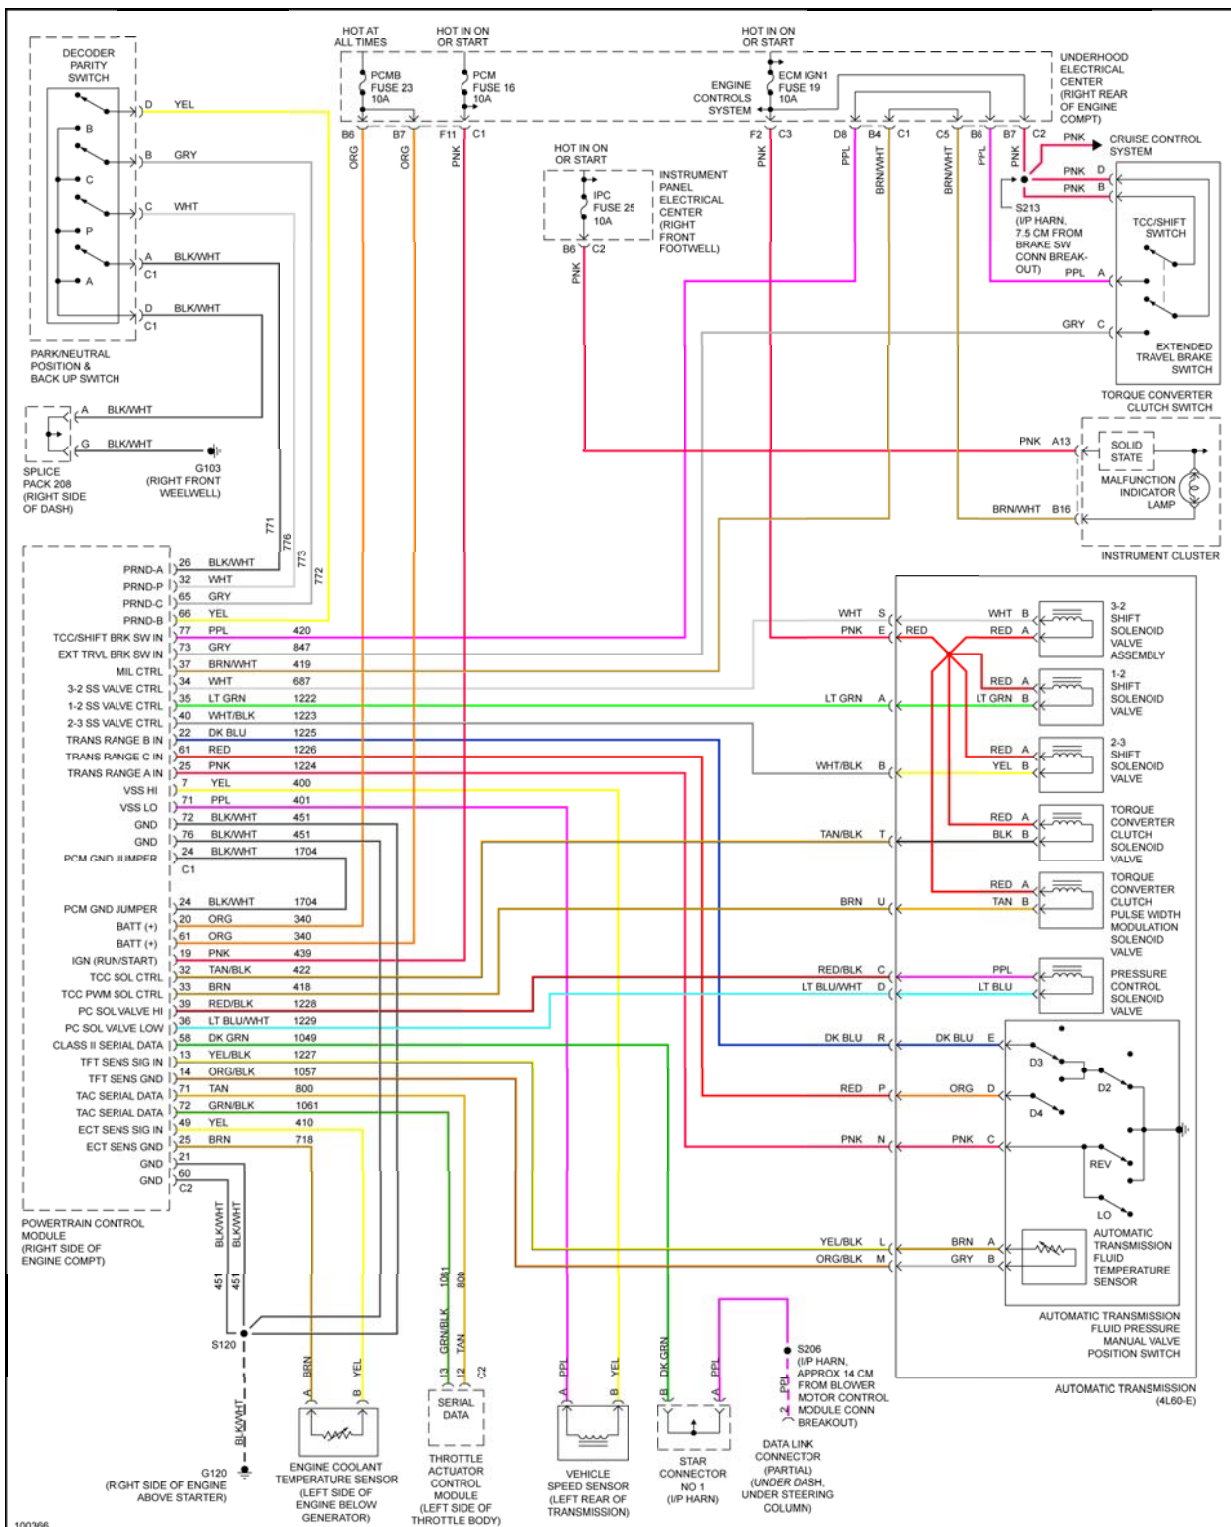 HOT AT
ALL TIMES
HOT IN ON
OR START
HOT IN ON
OR START
DECODER
PARITY
SWITCH
D YEL
B
B GRY
C
C WHT
P
A BLK/WHT
C1
A
D BLK/WHT
C1
PARK/NEUTRAL
POSITION &
BACK UP SWITCH
PCMB
FUSE 23
10A
PCM
FUSE 16
10A
ENGINE
CONTROLS
SYSTEM
ECM IGN1
FUSE 19
10A
UNDERHOOD
ELECTRICAL
CENTER
(RIGHT REAR
OF ENGINE
COMPT)
B6 B7 F11 C1 F2 C3 D8 B4 C1 C5 B6 B7 C2
ORG ORG PNK PNK PPL BRN/WHT BRN/WHT PPL PNK
HOT IN ON
OR START
IPC
FUSE 25
10A
INSTRUMENT
PANEL
ELECTRICAL
CENTER
(RIGHT
FRONT
FOOTWELL)
B6 C2
PNK
PNK CRUISE CONTROL
SYSTEM
PNK D
PNK B
S213
(I/P HARN,
7.5 CM FROM
BRAKE SW
CONN BREAK-
OUT)
TCC/SHIFT
SWITCH
PPL A
GRY C
EXTENDED
TRAVEL BRAKE
SWITCH
TORQUE CONVERTER
CLUTCH SWITCH
A BLK/WHT
G BLK/WHT
SPLICE
PACK 208
(RIGHT SIDE
OF DASH)
G103
(RIGHT FRONT
WEELWELL)
PNK A13
SOLID
STATE
MALFUNCTION
INDICATOR
LAMP
BRN/WHT B16
INSTRUMENT CLUSTER
771
776
773
772
PRND-A 26 BLK/WHT
PRND-P 32 WHT
PRND-C 65 GRY
PRND-B 66 YEL
TCC/SHIFT BRK SW IN 77 PPL 420
EXT TRVL BRK SW IN 73 GRY 847
MIL CTRL 37 BRN/WHT 419
3-2 SS VALVE CTRL 34 WHT 687
1-2 SS VALVE CTRL 35 LT GRN 1222
2-3 SS VALVE CTRL 40 WHT/BLK 1223
TRANS RANGE B IN 22 DK BLU 1225
TRANS RANGE C IN 61 RED 1226
TRANS RANGE A IN 25 PNK 1224
VSS HI 7 YEL 400
VSS LO 71 PPL 401
GND 72 BLK/WHT 451
GND 76 BLK/WHT 451
PCM GND JUMPER 24 BLK/WHT 1704
C1
PCM GND JUMPER 24 BLK/WHT 1704
BATT (+) 20 ORG 340
BATT (+) 61 ORG 340
IGN (RUN/START) 19 PNK 439
TCC SOL CTRL 32 TAN/BLK 422
TCC PWM SOL CTRL 33 BRN 418
PC SOL VALVE HI 39 RED/BLK 1228
PC SOL VALVE LOW 36 LT BLU/WHT 1229
CLASS II SERIAL DATA 58 DK GRN 1049
TFT SENS SIG IN 13 YEL/BLK 1227
TFT SENS GND 14 ORG/BLK 1057
TAC SERIAL DATA 71 TAN 800
TAC SERIAL DATA 72 GRN/BLK 1061
ECT SENS SIG IN 49 YEL 410
ECT SENS GND 25 BRN 718
GND 21
GND 60
C2
POWERTRAIN CONTROL
MODULE
(RIGHT SIDE OF
ENGINE COMPT)
WHT S WHT B
PNK E RED RED A
3-2
SHIFT
SOLENOID
VALVE
ASSEMBLY
RED A
LT GRN A LT GRN B
1-2
SHIFT
SOLENOID
VALVE
RED A
WHT/BLK B YEL B
2-3
SHIFT
SOLENOID
VALVE
RED A
TAN/BLK T BLK B
TORQUE
CONVERTER
CLUTCH
SOLENOID
VALVE
RED A
BRN U TAN B
TORQUE
CONVERTER
CLUTCH
PULSE WIDTH
MODULATION
SOLENOID
VALVE
RED/BLK C PPL
LT BLU/WHT D LT BLU
PRESSURE
CONTROL
SOLENOID
VALVE
DK BLU R DK BLU E
D3
D2
RED P ORG D
D4
PNK N PNK C
REV
LO
YEL/BLK L BRN A
ORG/BLK M GRY B
AUTOMATIC
TRANSMISSION
FLUID
TEMPERATURE
SENSOR
AUTOMATIC TRANSMISSION
FLUID PRESSURE
MANUAL VALVE
POSITION SWITCH
AUTOMATIC TRANSMISSION
(4L60-E)
451 BLK/WHT
451 BLK/WHT
S120
BLK/WHT
G120
(RIGHT SIDE OF ENGINE
ABOVE STARTER)
BRN YEL
A B
ENGINE COOLANT
TEMPERATURE SENSOR
(LEFT SIDE OF
ENGINE BELOW
GENERATOR)
1061 800
GRN/BLK TAN
13 12 C2
SERIAL
DATA
THROTTLE
ACTUATOR
CONTROL
MODULE
(LEFT SIDE OF
THROTTLE BODY)
PPL YEL
A B
VEHICLE
SPEED SENSOR
(LEFT REAR OF
TRANSMISSION)
DK GRN PPL
B A
STAR
CONNECTOR
NO 1
(I/P HARN)
S206
(I/P HARN,
APPROX 14 CM
FROM BLOWER
MOTOR CONTROL
MODULE CONN
BREAKOUT)
PPL
2
DATA LINK
CONNECTOR
(PARTIAL)
(UNDER DASH,
UNDER STEERING
COLUMN)
100366